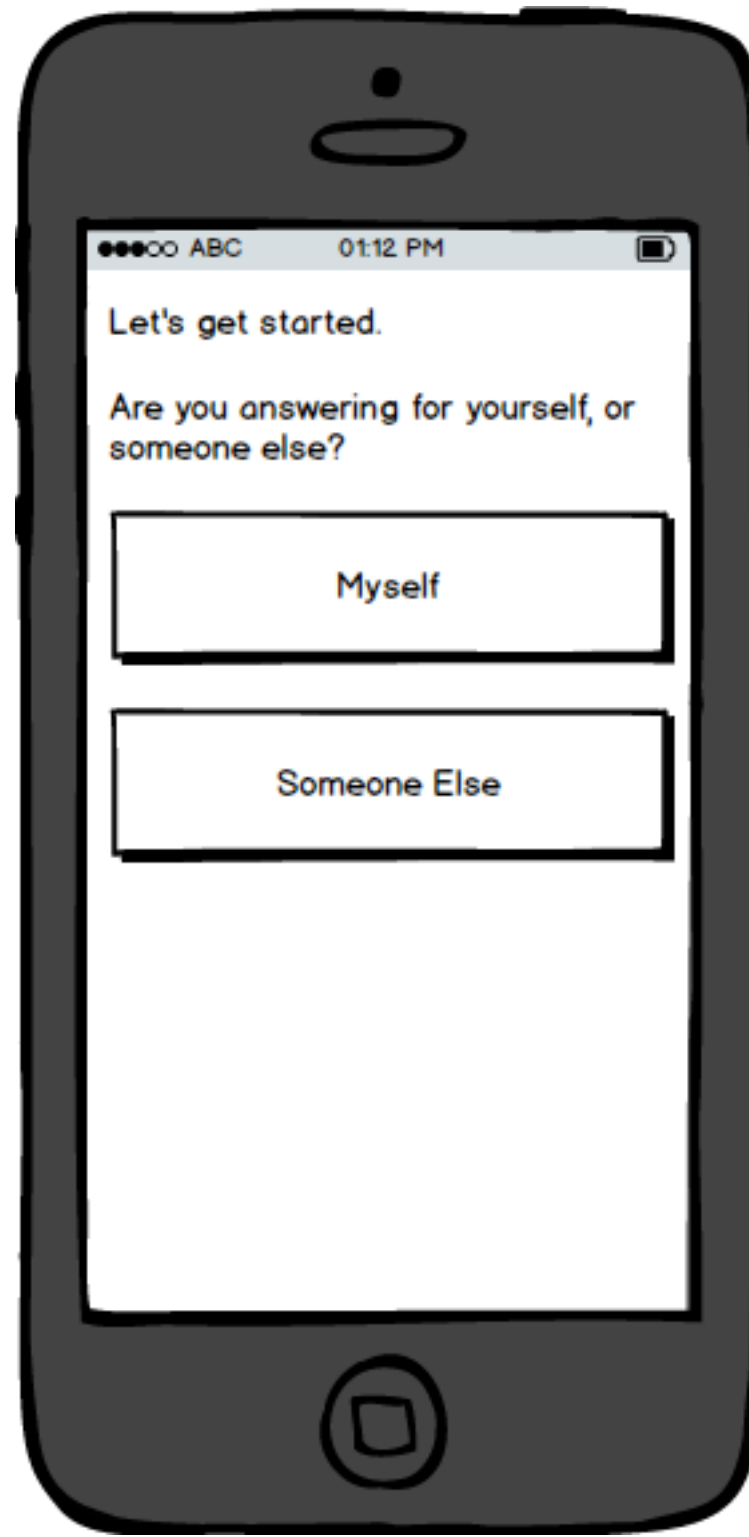 ABC 01:12 PM
Let's get started.
Are you answering for yourself, or
someone else?
Myself
Someone Else